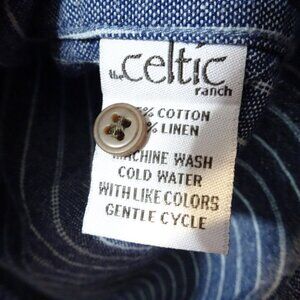 the celtic
ranch
% COTTON
% LINEN
MACHINE WASH
COLD WATER
WITH LIKE COLORS
GENTLE CYCLE